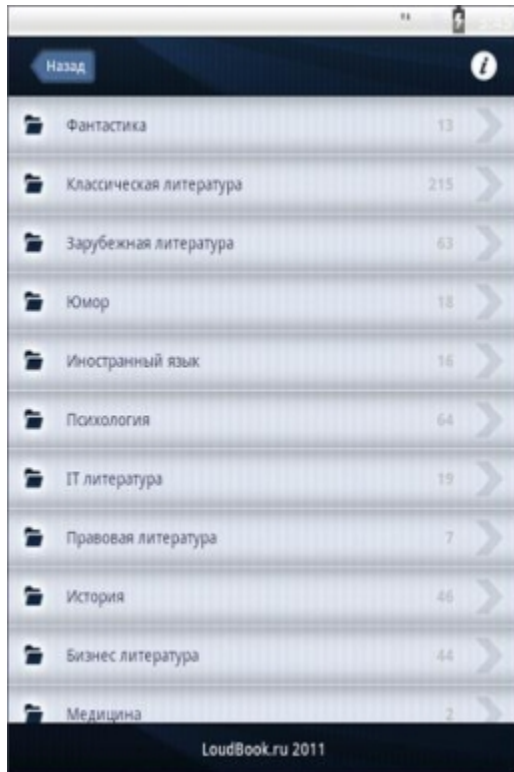 Назад
Фантастика 13
Классическая литература 215
Зарубежная литература 63
Юмор 18
Иностранный язык 16
Психология 64
IT литература 19
Правовая литература 7
История 46
Бизнес литература 44
Медицина 2
LoudBook.ru 2011